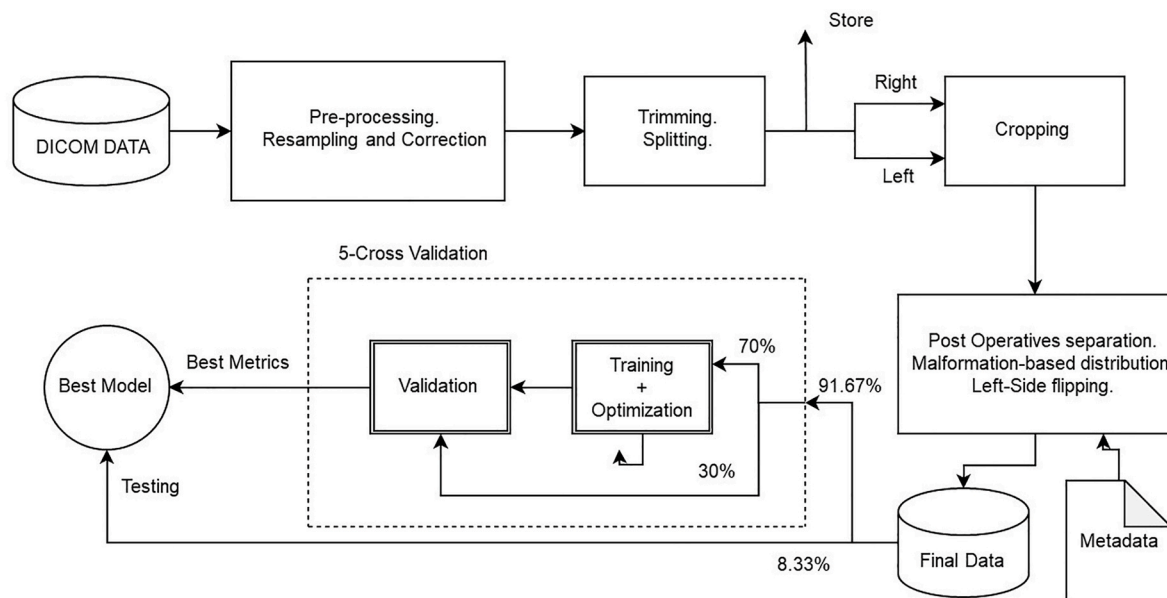 Store
DICOM DATA
Pre-processing.
Resampling and Correction
Trimming.
Splitting.
Right
Left
Cropping
5-Cross Validation
Best Model
Best Metrics
Validation
Training
+
Optimization
70%
30%
91.67%
Post Operatives separation.
Malformation-based distribution
Left-Side flipping.
Testing
8.33%
Final Data
Metadata